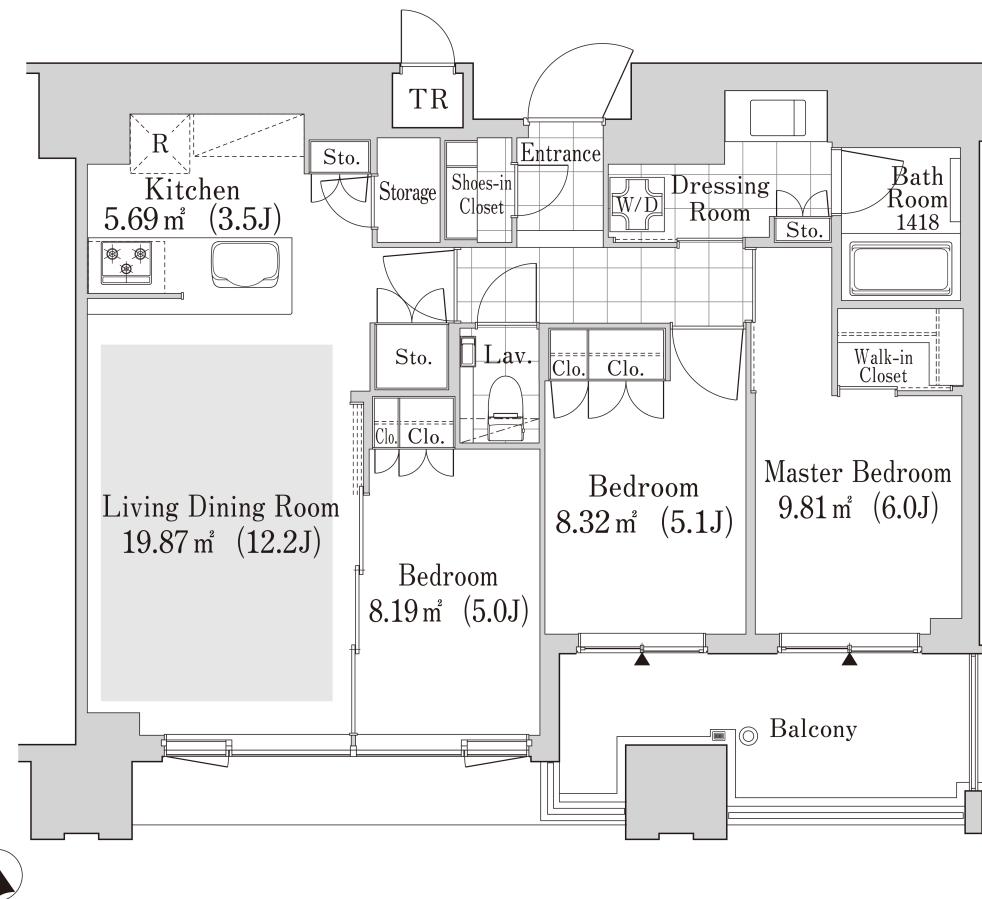 TR
R
Sto.
Entrance
Kitchen
5.69㎡ (3.5J)
Storage
Shoes-in
Closet
W/D
Dressing
Room
Bath
Room
1418
Sto.
Sto.
Lav.
Clo.
Clo.
Walk-in
Closet
Clo.
Clo.
Living Dining Room
19.87㎡ (12.2J)
Bedroom
8.32㎡ (5.1J)
Master Bedroom
9.81㎡ (6.0J)
Bedroom
8.19㎡ (5.0J)
Balcony